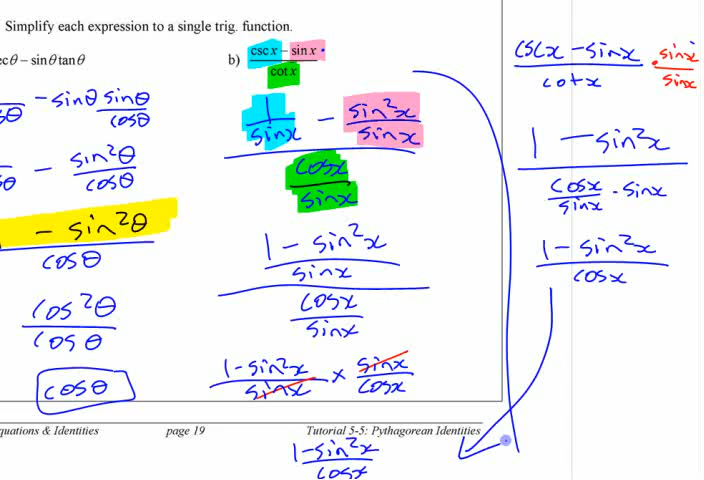 Simplify each expression to a single trig. function.
cθ – sinθ tanθ
b) (csc x – sin x)/(cot x)
– sinθ sinθ/cosθ
– sin²θ/cosθ
– sin²θ
cosθ
cos²θ/cosθ
cosθ
1/sinx – sin²x/sinx
cosx/sinx
1 – sin²x
sinx
cosx/sinx
(1-sin²x)/sinx × sinx/cosx
(1-sin²x)/cosx
(cscx – sinx)/cotx · sinx/sinx
1 – sin²x
cosx/sinx · sinx
(1 – sin²x)/cosx
quations & Identities page 19 Tutorial 5-5: Pythagorean Identities